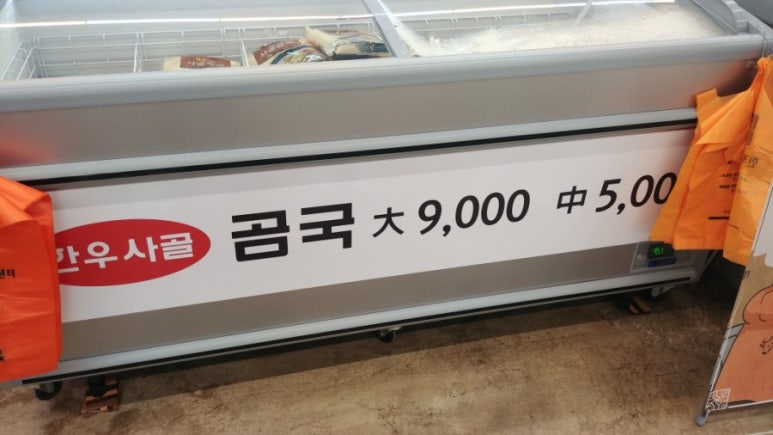 한우사골 곰국 大 9,000 中 5,00